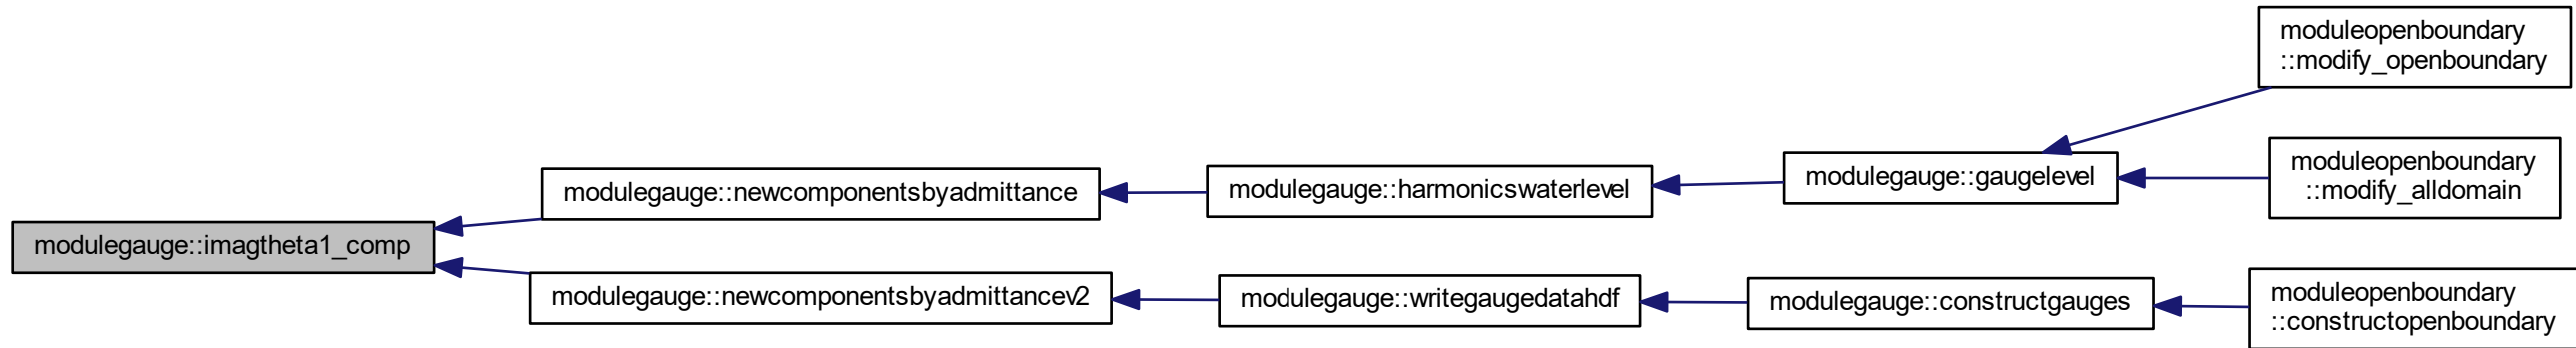 moduleopenboundary
::modify_openboundary
moduleopenboundary
::modify_alldomain
modulegauge::gaugelevel
modulegauge::harmonicswaterlevel
modulegauge::newcomponentsbyadmittance
modulegauge::imagtheta1_comp
modulegauge::newcomponentsbyadmittancev2
modulegauge::writegaugedatahdf
modulegauge::constructgauges
moduleopenboundary
::constructopenboundary